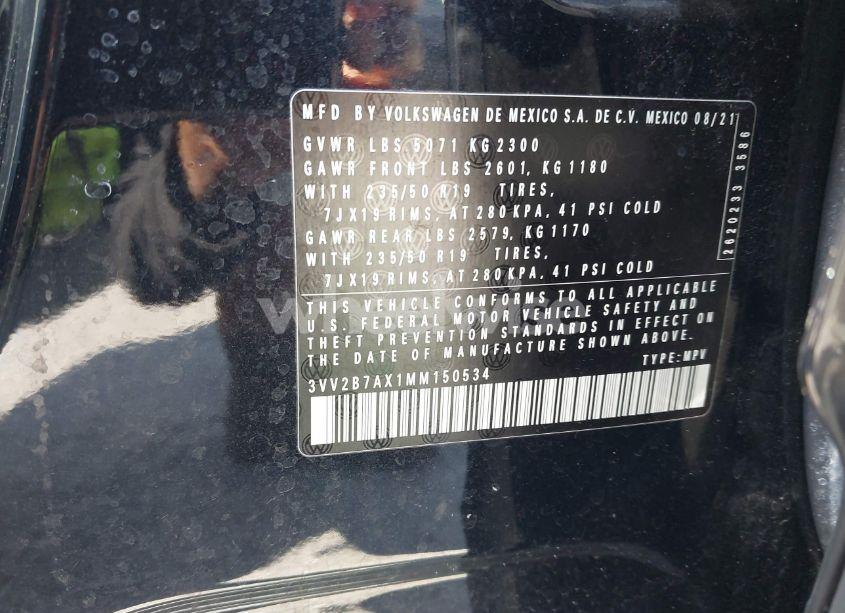 MFD BY VOLKSWAGEN DE MEXICO S.A. DE C.V. MEXICO 08/21
GVWR LBS 5071 KG 2300
GAWR FRONT LBS 2601, KG 1180
WITH 235/50 R19 TIRES,
7JX19 RIMS, AT 280 KPA, 41 PSI COLD
GAWR REAR LBS 2579, KG 1170
WITH 235/50 R19 TIRES,
7JX19 RIMS, AT 280 KPA, 41 PSI COLD
THIS VEHICLE CONFORMS TO ALL APPLICABLE
U.S. FEDERAL MOTOR VEHICLE SAFETY AND
THEFT PREVENTION STANDARDS IN EFFECT ON
THE DATE OF MANUFACTURE SHOWN ABOVE.
TYPE: MPV
3VV2B7AX1MM150534
2620233 3586